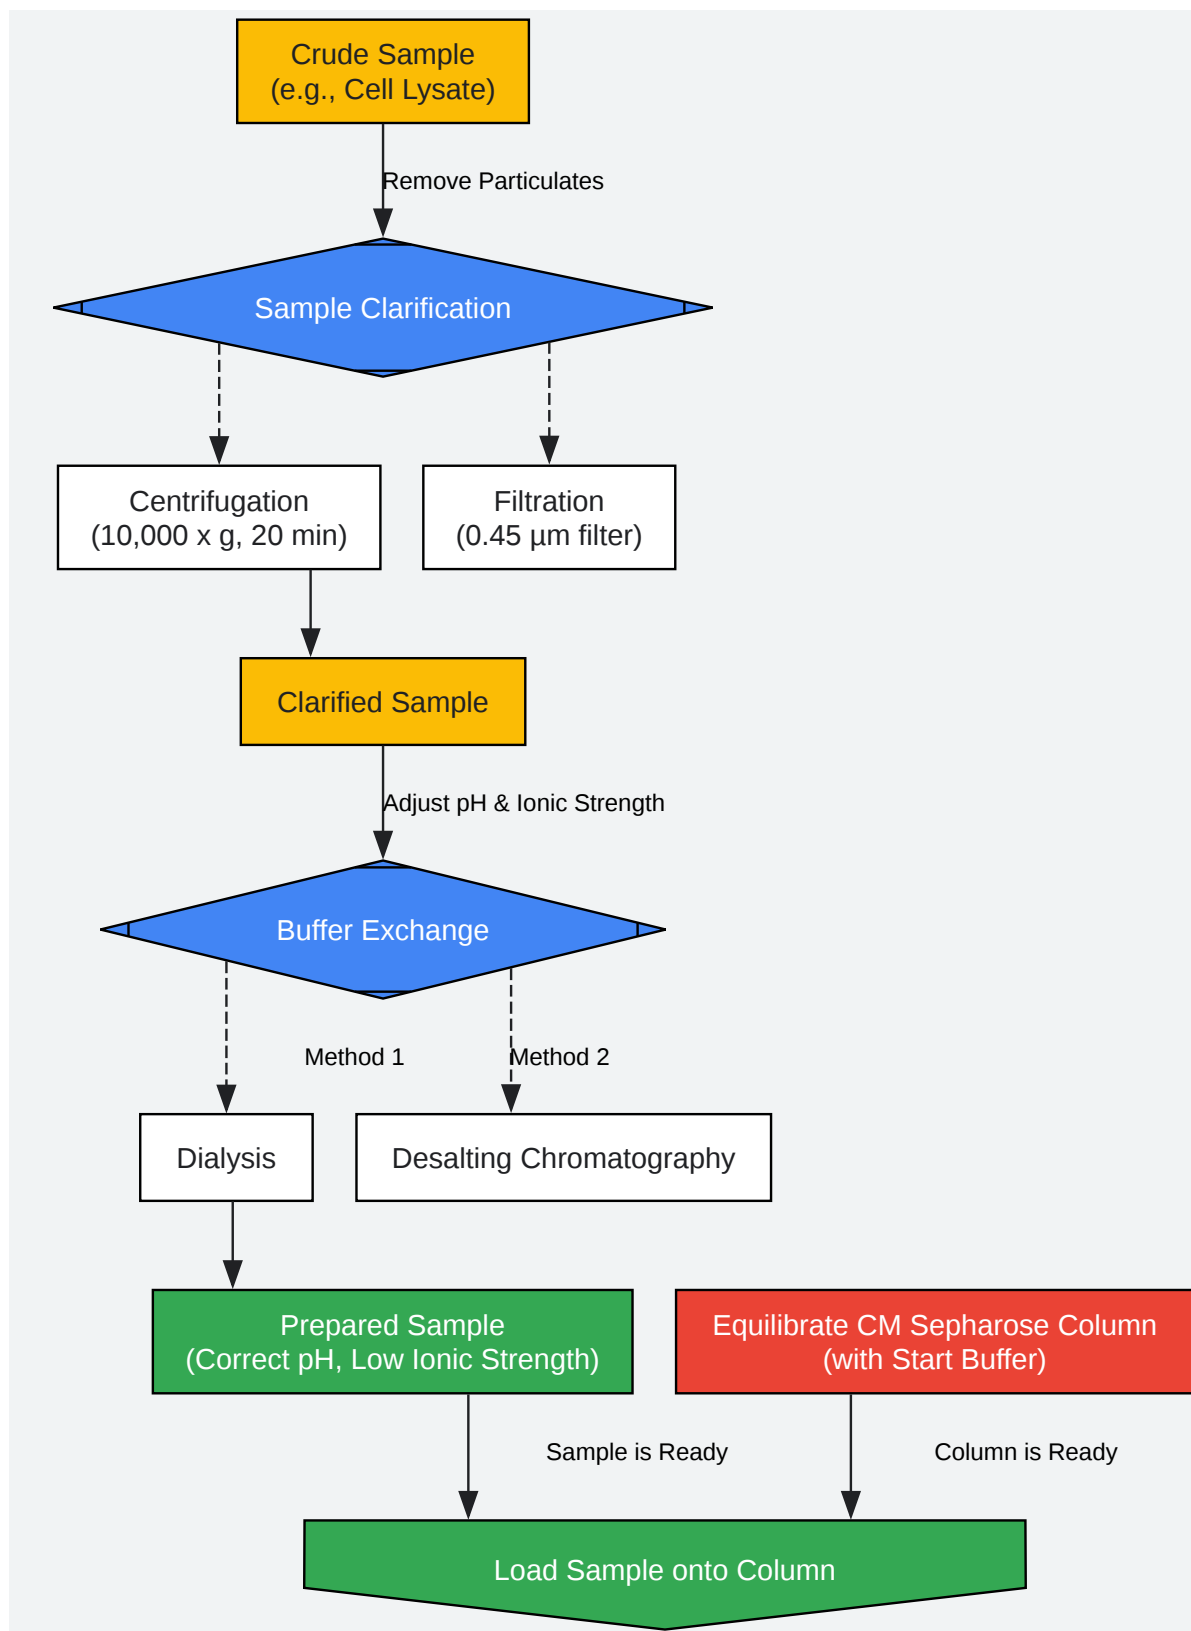 Crude Sample
(e.g., Cell Lysate)
Remove Particulates
Sample Clarification
Centrifugation
(10,000 x g, 20 min)
Filtration
(0.45 µm filter)
Clarified Sample
Adjust pH & Ionic Strength
Buffer Exchange
Method 1
Method 2
Dialysis
Desalting Chromatography
Prepared Sample
(Correct pH, Low Ionic Strength)
Equilibrate CM Sepharose Column
(with Start Buffer)
Sample is Ready
Column is Ready
Load Sample onto Column